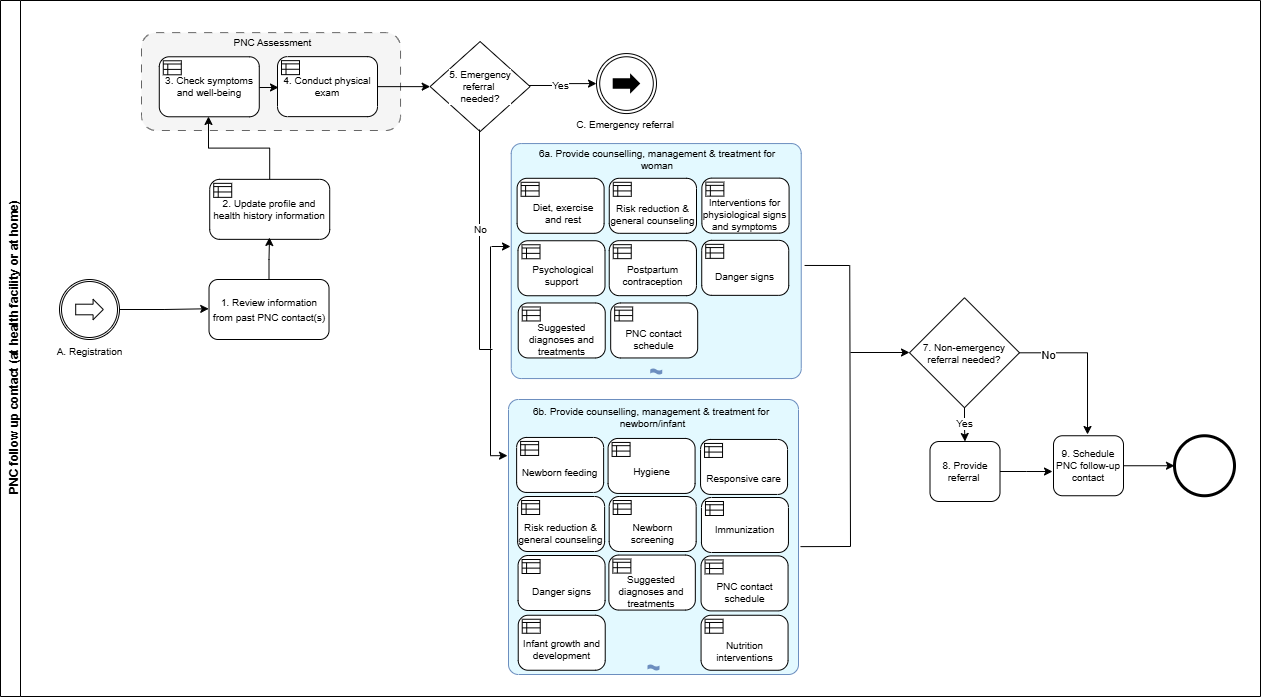 PNC follow up contact (at health facility or at home)
PNC Assessment
3. Check symptoms
and well-being
4. Conduct physical
exam
5. Emergency
referral
needed?
Yes
C. Emergency referral
2. Update profile and
health history information
1. Review information
from past PNC contact(s)
A. Registration
No
6a. Provide counselling, management & treatment for
woman
Diet, exercise
and rest
Risk reduction &
general counseling
Interventions for
physiological signs
and symptoms
Psychological
support
Postpartum
contraception
Danger signs
Suggested
diagnoses and
treatments
PNC contact
schedule
6b. Provide counselling, management & treatment for
newborn/infant
Newborn feeding
Hygiene
Responsive care
Risk reduction &
general counseling
Newborn
screening
Immunization
Danger signs
Suggested
diagnoses and
treatments
PNC contact
schedule
Infant growth and
development
Nutrition
interventions
7. Non-emergency
referral needed?
No
Yes
8. Provide
referral
9. Schedule
PNC follow-up
contact